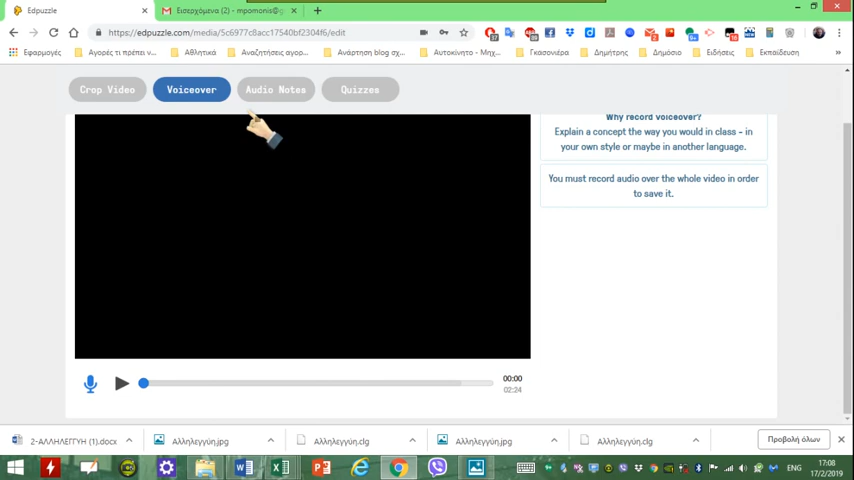 Edpuzzle
Εισερχόμενα (2) - mpomonis@g
https://edpuzzle.com/media/5c6977c8acc17540bf2304f6/edit
Εφαρμογές
Αγορές τι πρέπει ν...
Αθλητικά
Αναζητήσεις αγορ...
Ανάρτηση blog σχ...
Αυτοκίνητο - Μηχ...
Γκασονιέρα
Δημήτρης
Δημόσιο
Ειδήσεις
Εκπαίδευση
Crop Video
Voiceover
Audio Notes
Quizzes
Why record voiceover?
Explain a concept the way you would in class - in
your own style or maybe in another language.
You must record audio over the whole video in order
to save it.
00:00
02:24
2-ΑΛΛΗΛΕΓΓΥΗ (1).docx
Αλληλεγγύη.jpg
Αλληλεγγύη.clg
Αλληλεγγύη.jpg
Αλληλεγγύη.clg
Προβολή όλων
ENG
17:08
17/2/2019